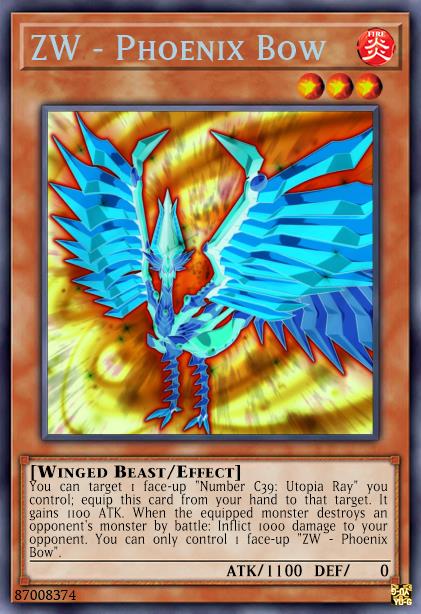 ZW - Phoenix Bow
FIRE
炎
[Winged Beast/Effect]
You can target 1 face-up "Number C39: Utopia Ray" you
control; equip this card from your hand to that target. It
gains 1100 ATK. When the equipped monster destroys an
opponent's monster by battle: Inflict 1000 damage to your
opponent. You can only control 1 face-up "ZW - Phoenix
Bow".
ATK/1100 DEF/ 0
87008374